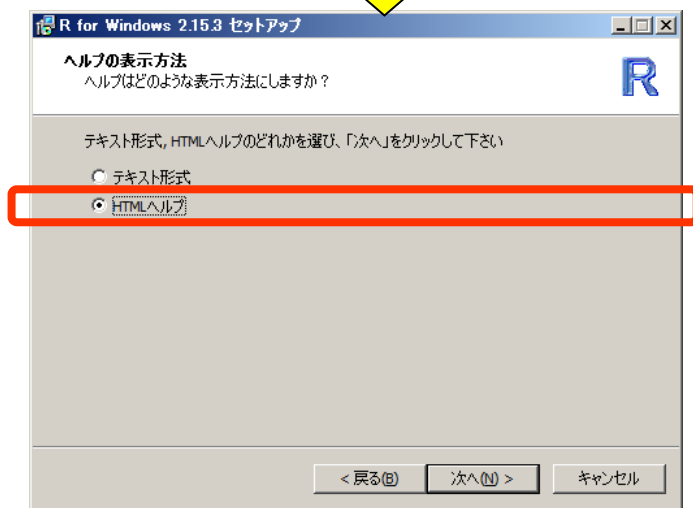 R for Windows 2.15.3 セットアップ
ヘルプの表示方法
ヘルプはどのような表示方法にしますか？
R
テキスト形式, HTMLヘルプのどれかを選び、「次へ」をクリックして下さい
テキスト形式
HTMLヘルプ
< 戻る(B) 次へ(N) > キャンセル